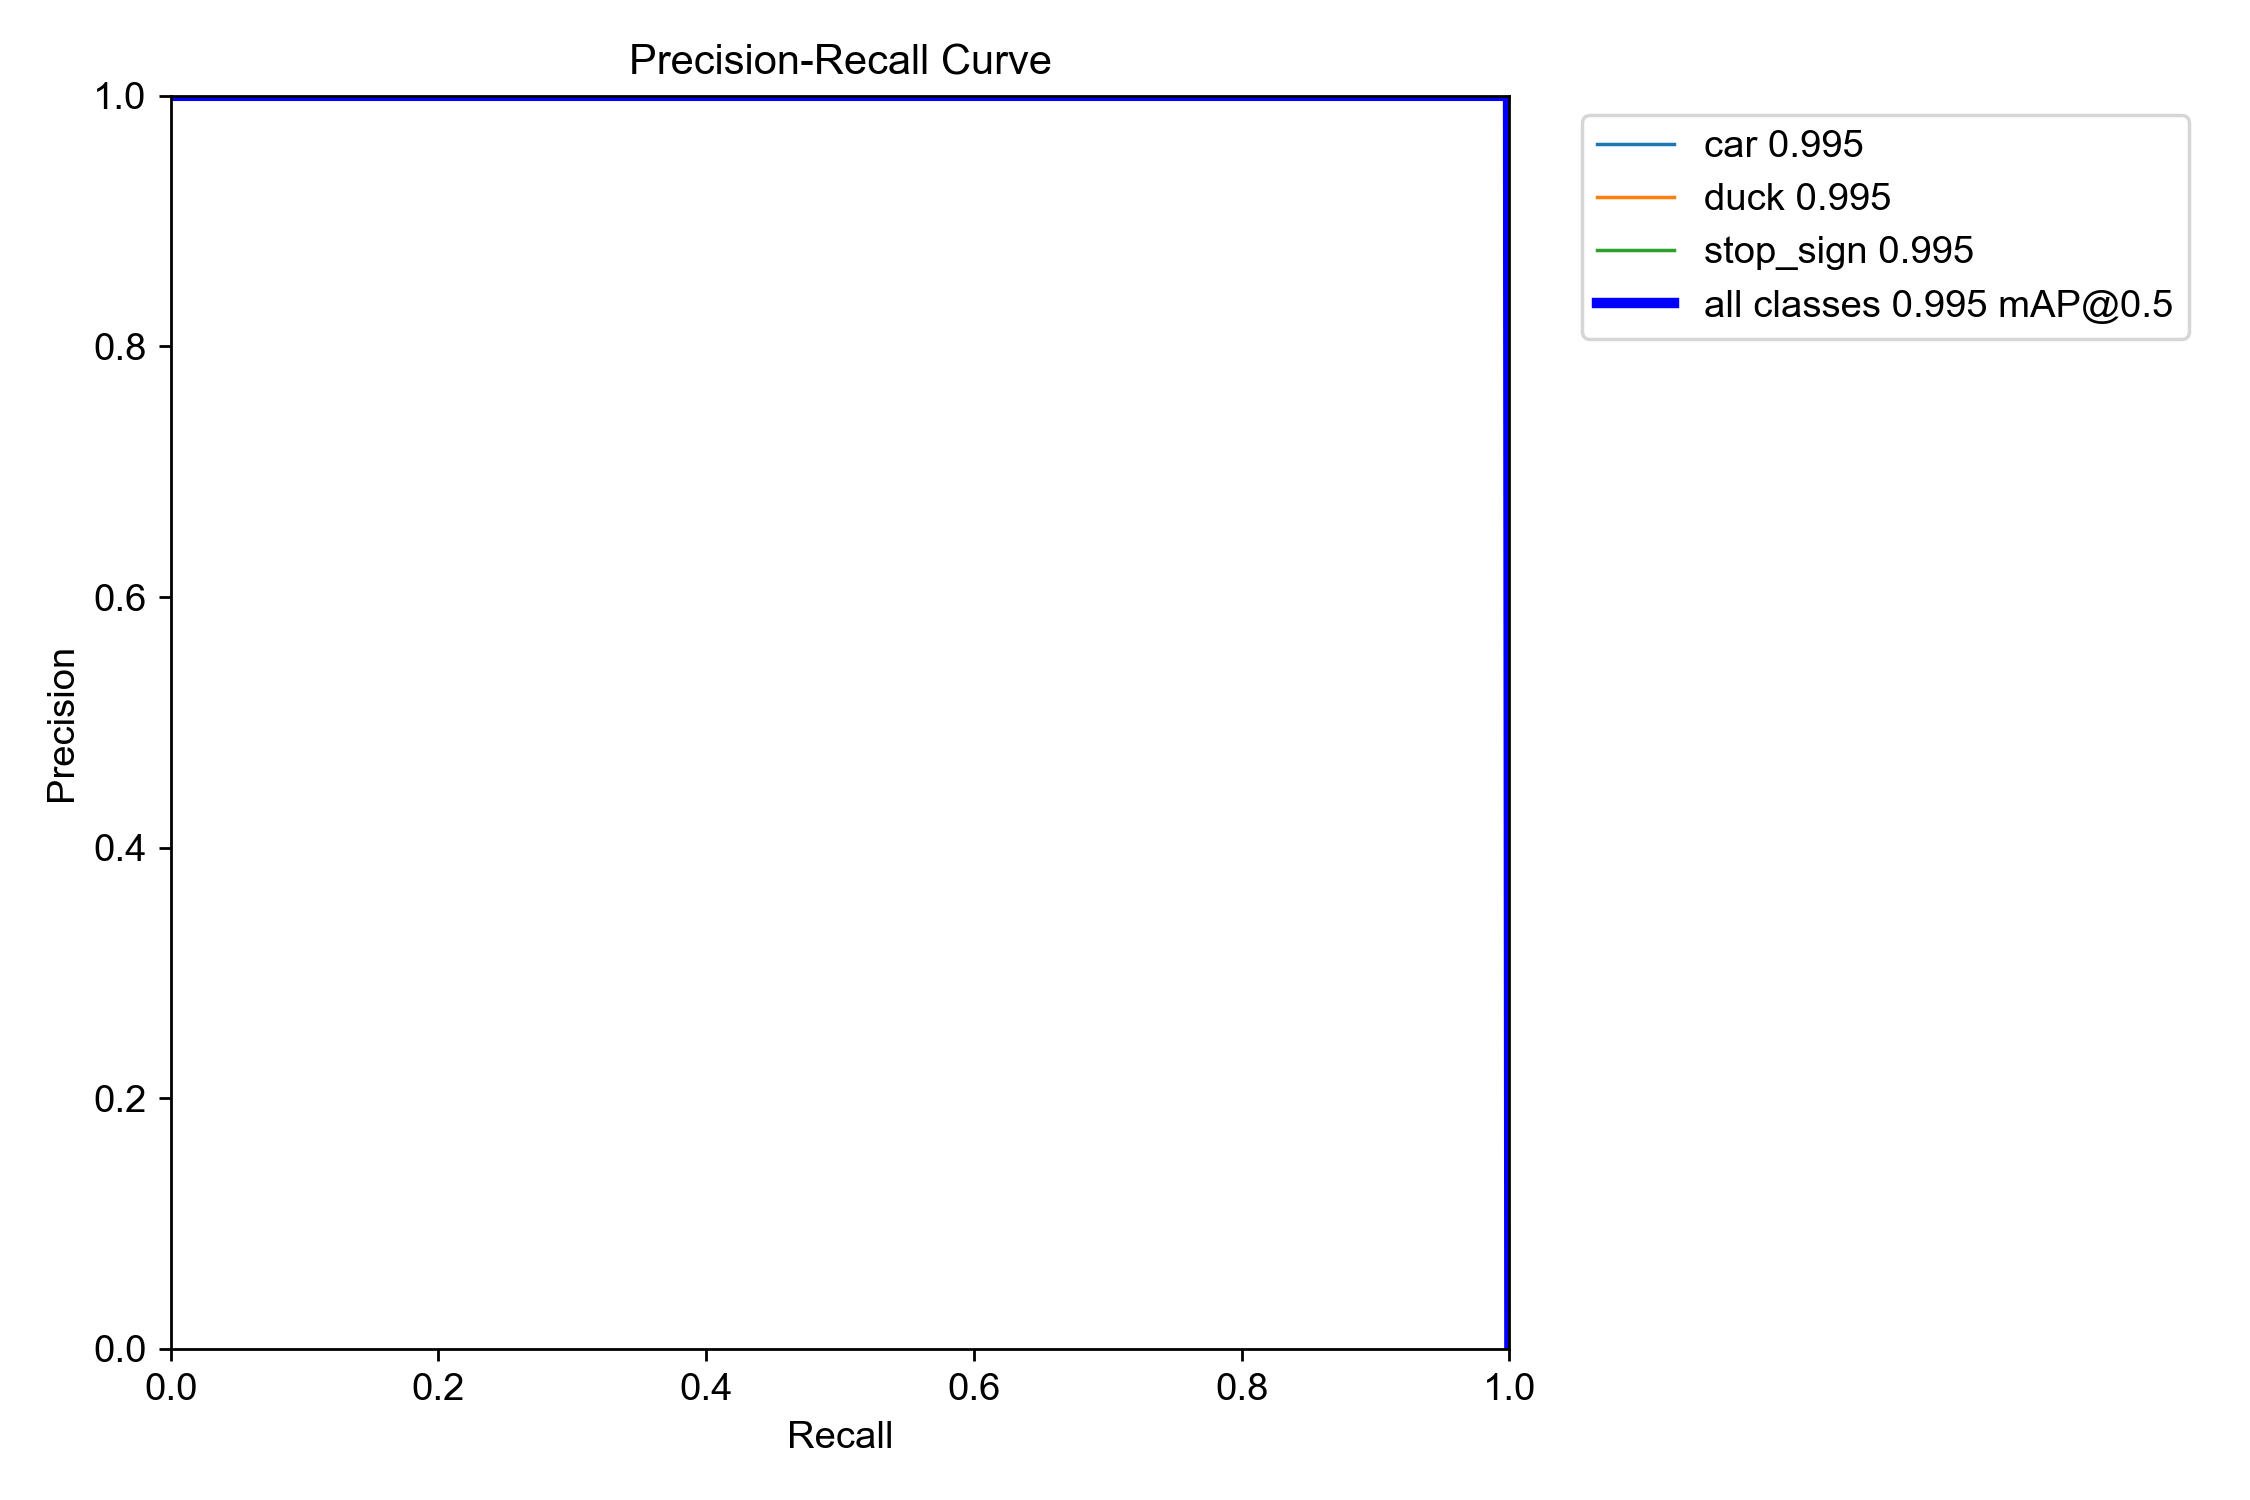 Precision-Recall Curve
1.0
0.8
0.6
0.4
0.2
0.0
Precision
0.0 0.2 0.4 0.6 0.8 1.0
Recall
car 0.995
duck 0.995
stop_sign 0.995
all classes 0.995 mAP@0.5